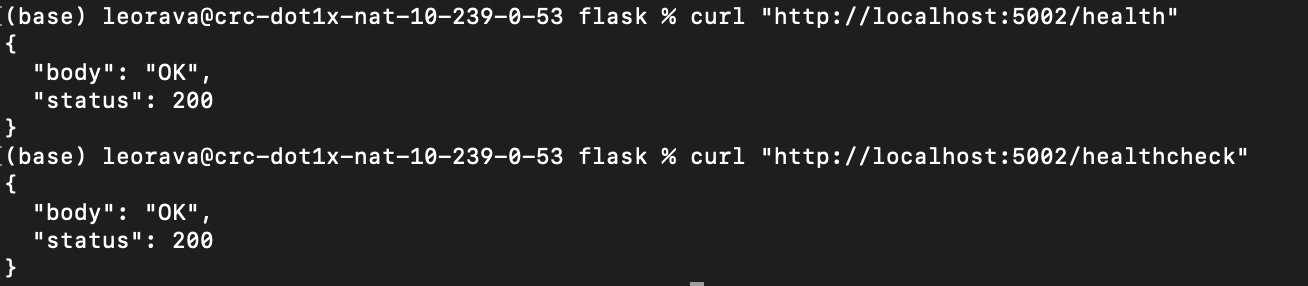 (base) leorava@crc-dot1x-nat-10-239-0-53 flask % curl "http://localhost:5002/health"
{
  "body": "OK",
  "status": 200
}
(base) leorava@crc-dot1x-nat-10-239-0-53 flask % curl "http://localhost:5002/healthcheck"
{
  "body": "OK",
  "status": 200
}